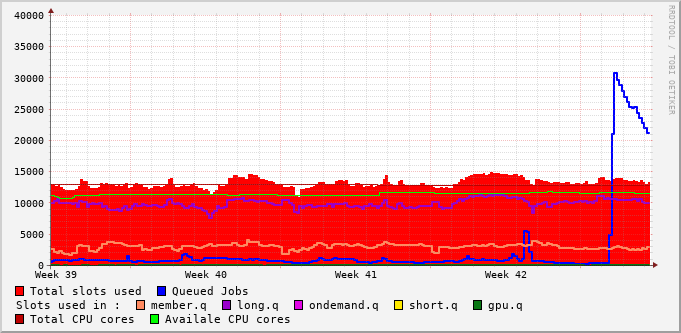 40000
35000
30000
25000
20000
15000
10000
5000
0
Week 39 Week 40 Week 41 Week 42
RRDTOOL / TOBI OETIKER
Total slots used Queued Jobs
Slots used in : member.q long.q ondemand.q short.q gpu.q
Total CPU cores Availale CPU cores